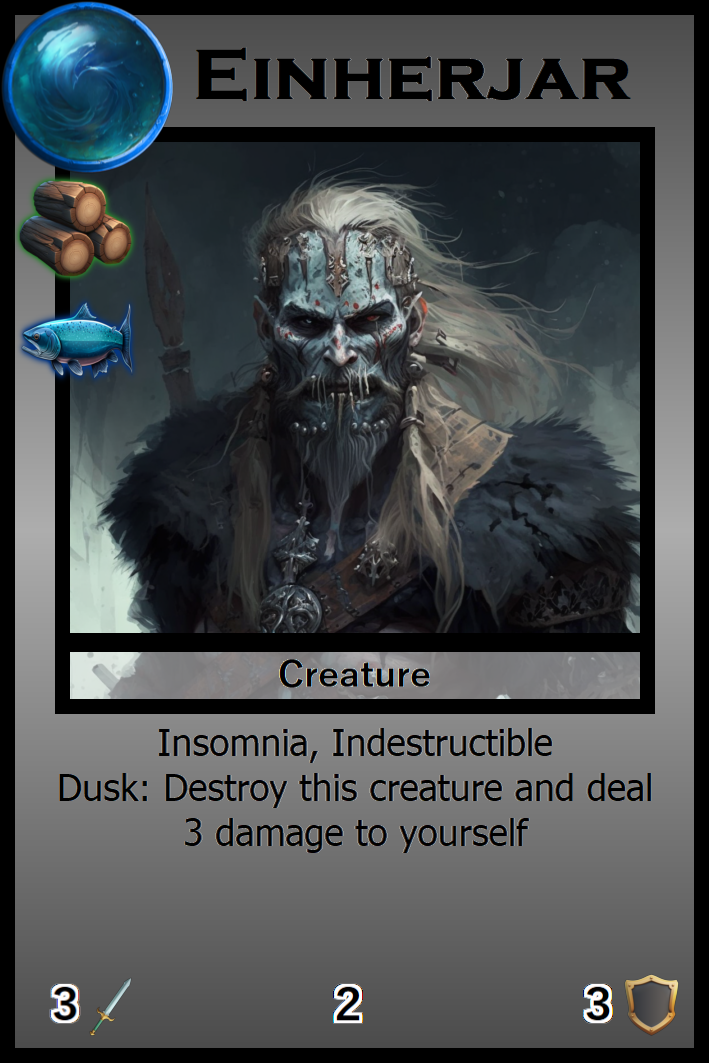 Einherjar
Creature
Insomnia, Indestructible
Dusk: Destroy this creature and deal
3 damage to yourself
3 2 3